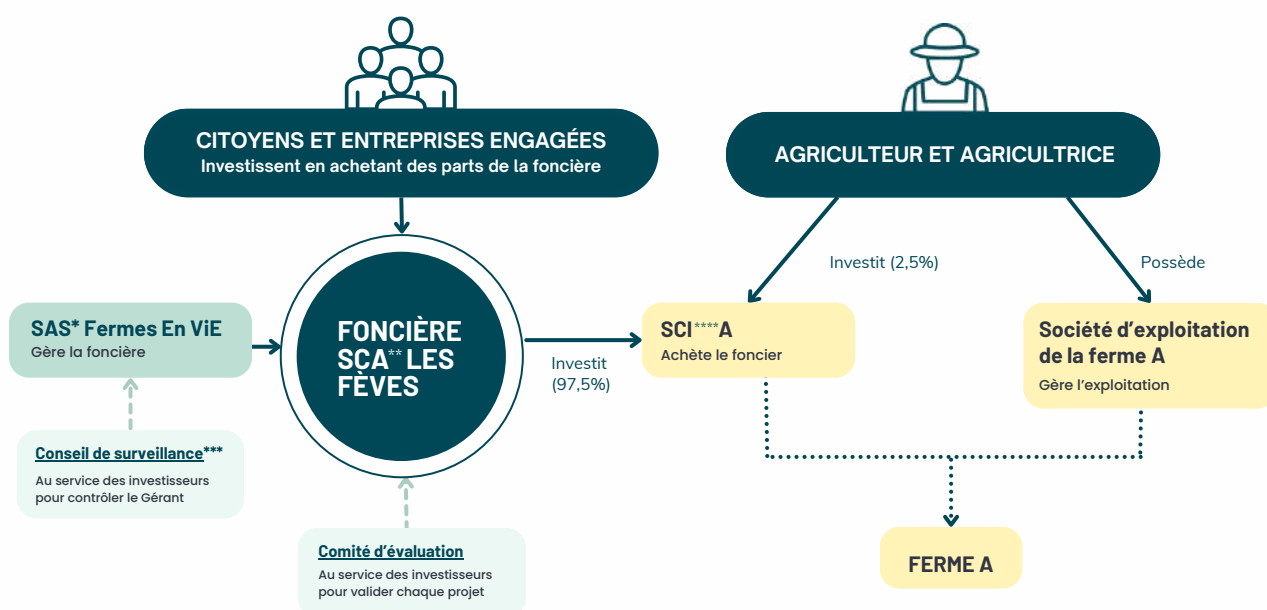 CITOYENS ET ENTREPRISES ENGAGÉES
Investissent en achetant des parts de la foncière
AGRICULTEUR ET AGRICULTRICE
Investit (2,5%)
Possède
SAS* Fermes En ViE
Gère la foncière
FONCIÈRE
SCA** LES
FÈVES
Investit
(97,5%)
SCI****A
Achète le foncier
Société d’exploitation
de la ferme A
Gère l’exploitation
Conseil de surveillance***
Au service des investisseurs
pour contrôler le Gérant
Comité d’évaluation
Au service des investisseurs
pour valider chaque projet
FERME A